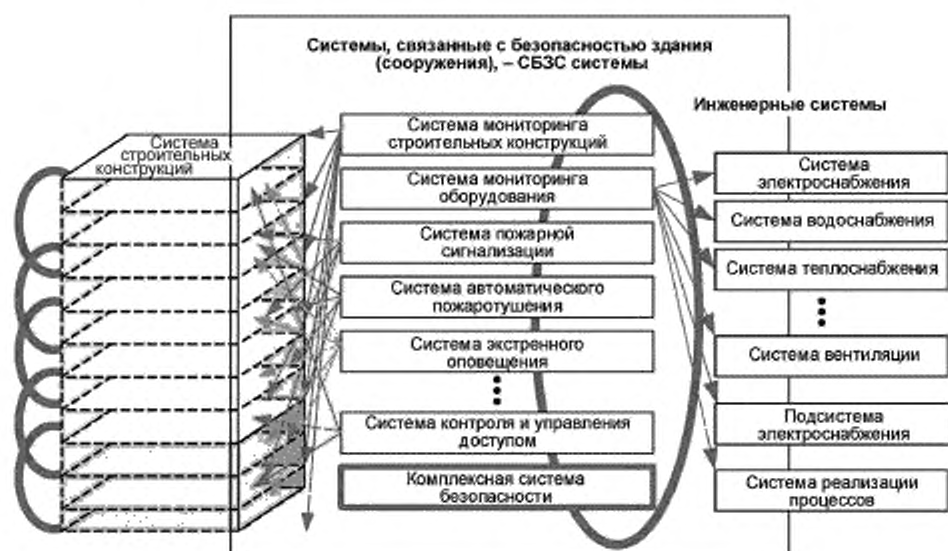 Системы, связанные с безопасностью здания
(сооружения), – СБЗС системы
Инженерные системы
Система
строительных
конструкций
Система мониторинга
строительных конструкций
Система мониторинга
оборудования
Система пожарной
сигнализации
Система автоматического
пожаротушения
Система экстренного
оповещения
Система контроля и управления
доступом
Комплексная система
безопасности
Система
электроснабжения
Система водоснабжения
Система теплоснабжения
Система вентиляции
Подсистема
электроснабжения
Система реализации
процессов